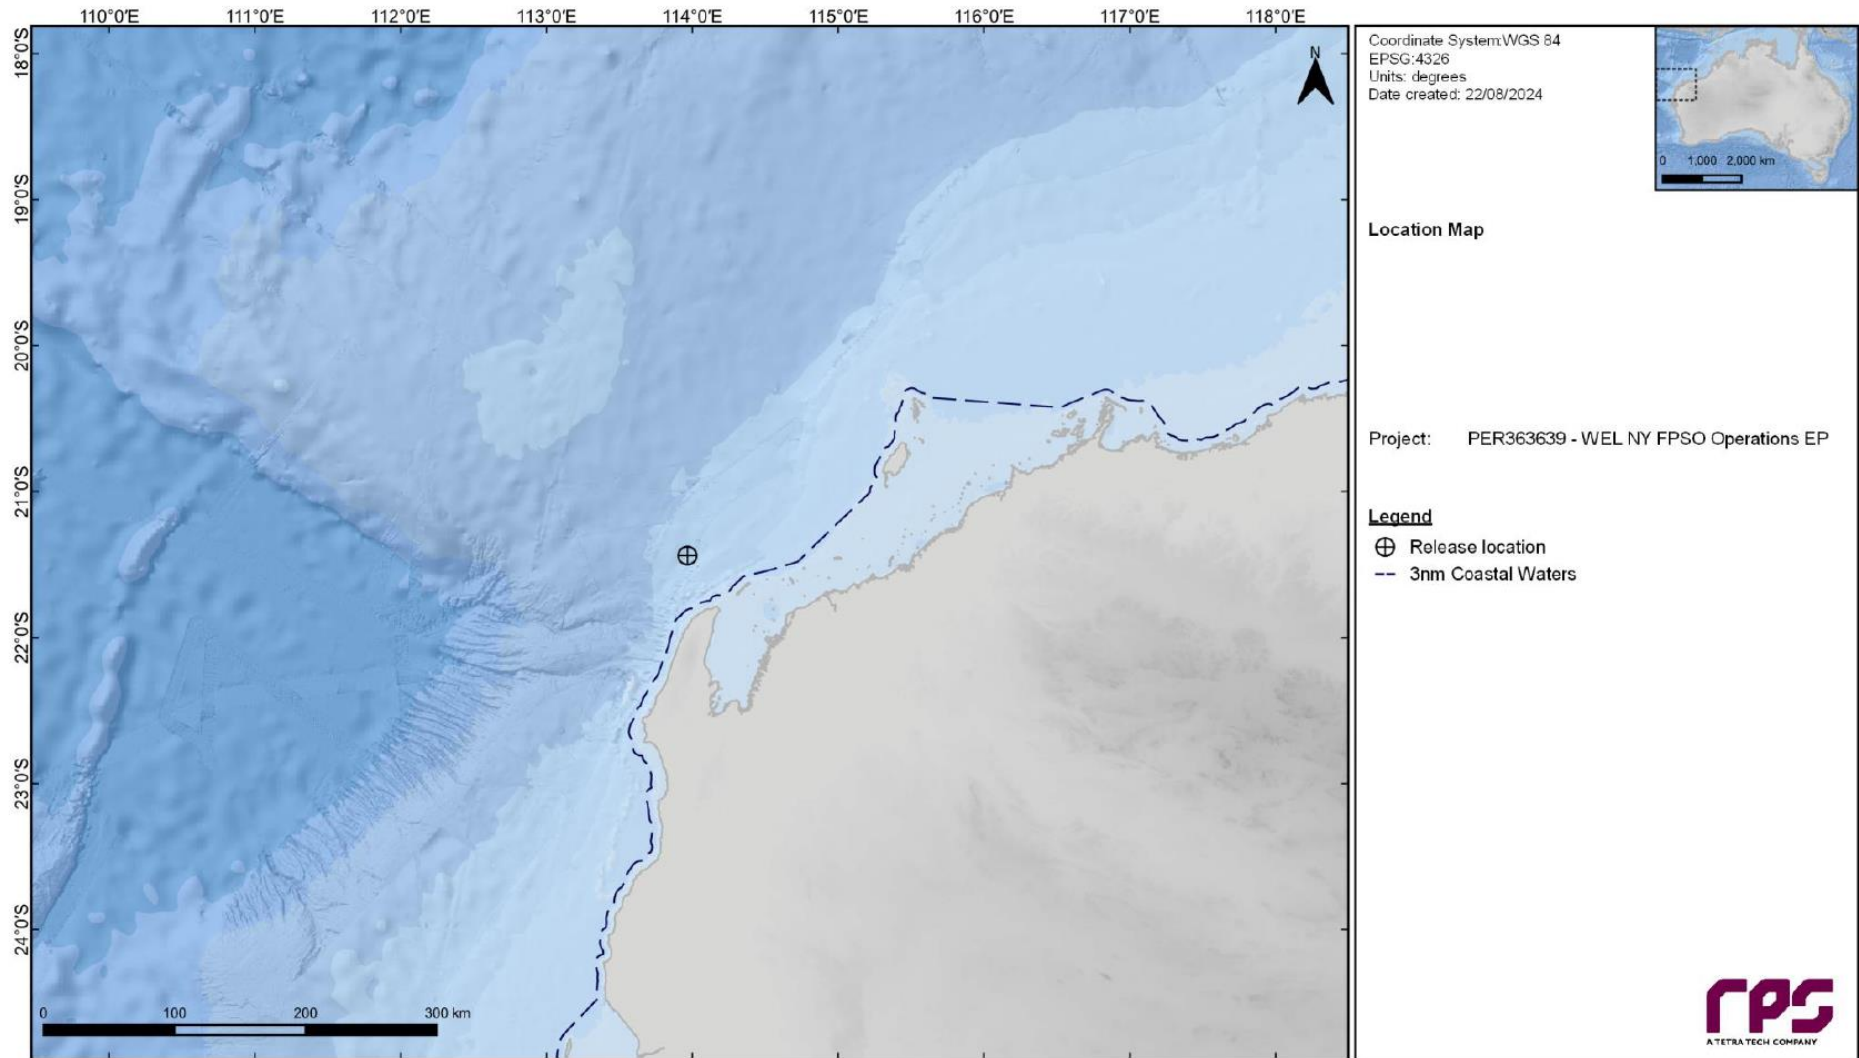 110°0'E 111°0'E 112°0'E 113°0'E 114°0'E 115°0'E 116°0'E 117°0'E 118°0'E
18°0'S
19°0'S
20°0'S
21°0'S
22°0'S
23°0'S
24°0'S
N
0 100 200 300 km
Coordinate System:WGS 84
EPSG:4326
Units: degrees
Date created: 22/08/2024
0 1,000 2,000 km
Location Map
Project: PER363639 - WEL NY FPSO Operations EP
Legend
Release location
3nm Coastal Waters
rps
A TETRA TECH COMPANY